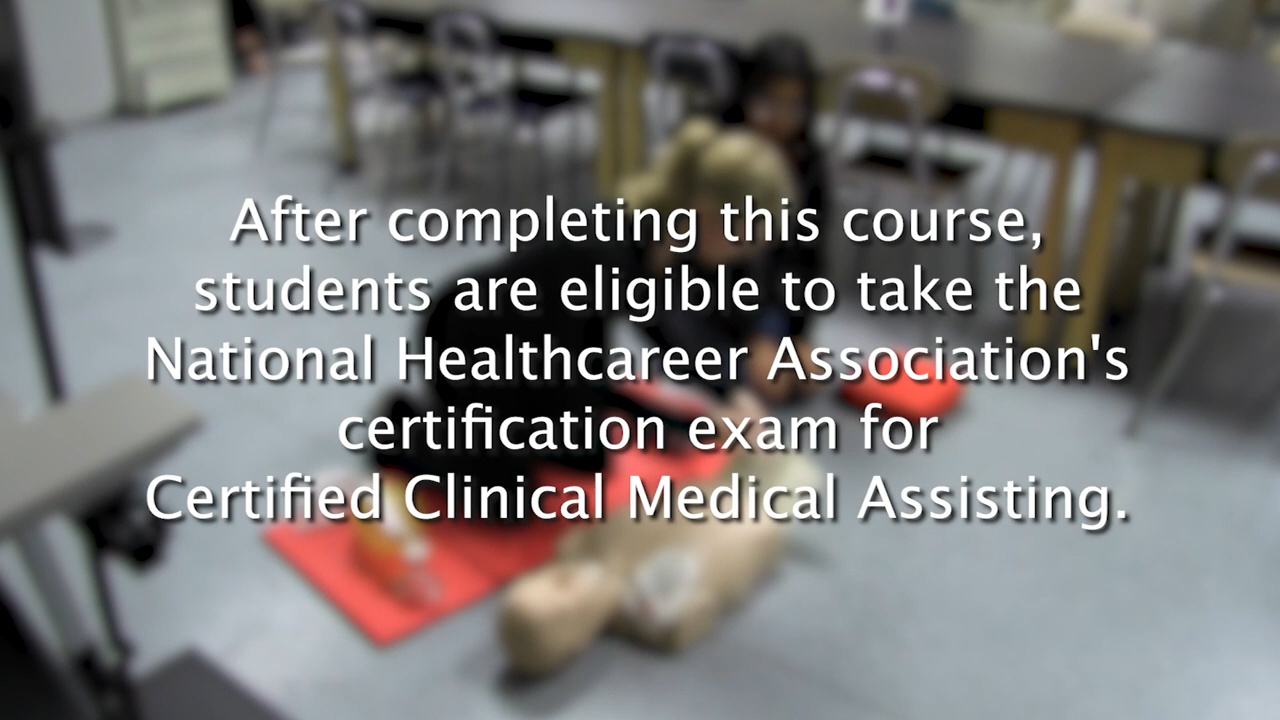 After completing this course,
students are eligible to take the
National Healthcareer Association's
certification exam for
Certified Clinical Medical Assisting.